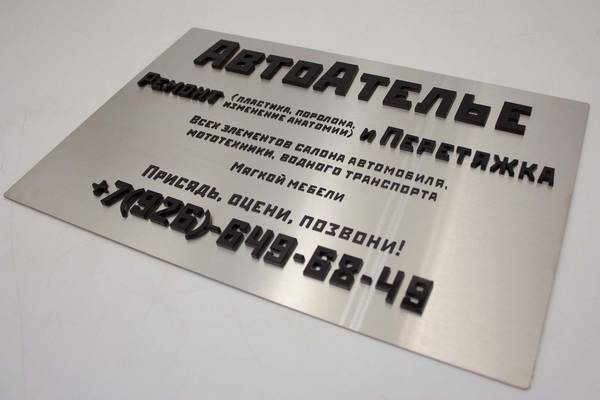 АвтоАтелье
Ремонт (пластика, поролона, изменение анатомии) и Перетяжка
Всех элементов салона автомобиля,
мототехники, водного транспорта
Мягкой мебели
Присядь, оцени, позвони!
+7(926)-649-68-49